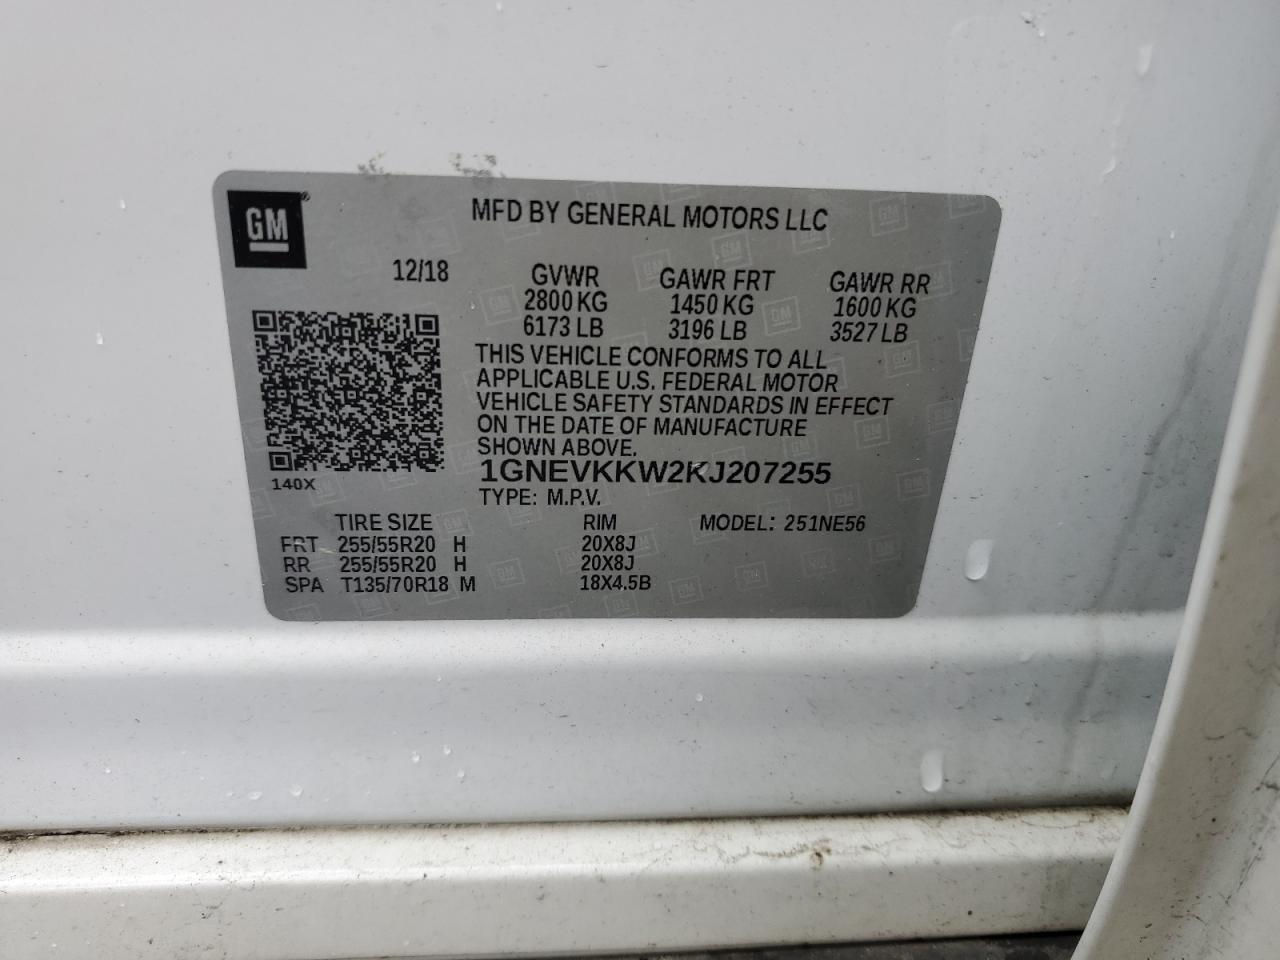 GM ®
MFD BY GENERAL MOTORS LLC
12/18
GVWR GAWR FRT GAWR RR
2800 KG 1450 KG 1600 KG
6173 LB 3196 LB 3527 LB
THIS VEHICLE CONFORMS TO ALL
APPLICABLE U.S. FEDERAL MOTOR
VEHICLE SAFETY STANDARDS IN EFFECT
ON THE DATE OF MANUFACTURE
SHOWN ABOVE.
1GNEVKKW2KJ207255
140X
TYPE: M.P.V.
TIRE SIZE RIM MODEL: 251NE56
FRT 255/55R20 H 20X8J
RR 255/55R20 H 20X8J
SPA T135/70R18 M 18X4.5B